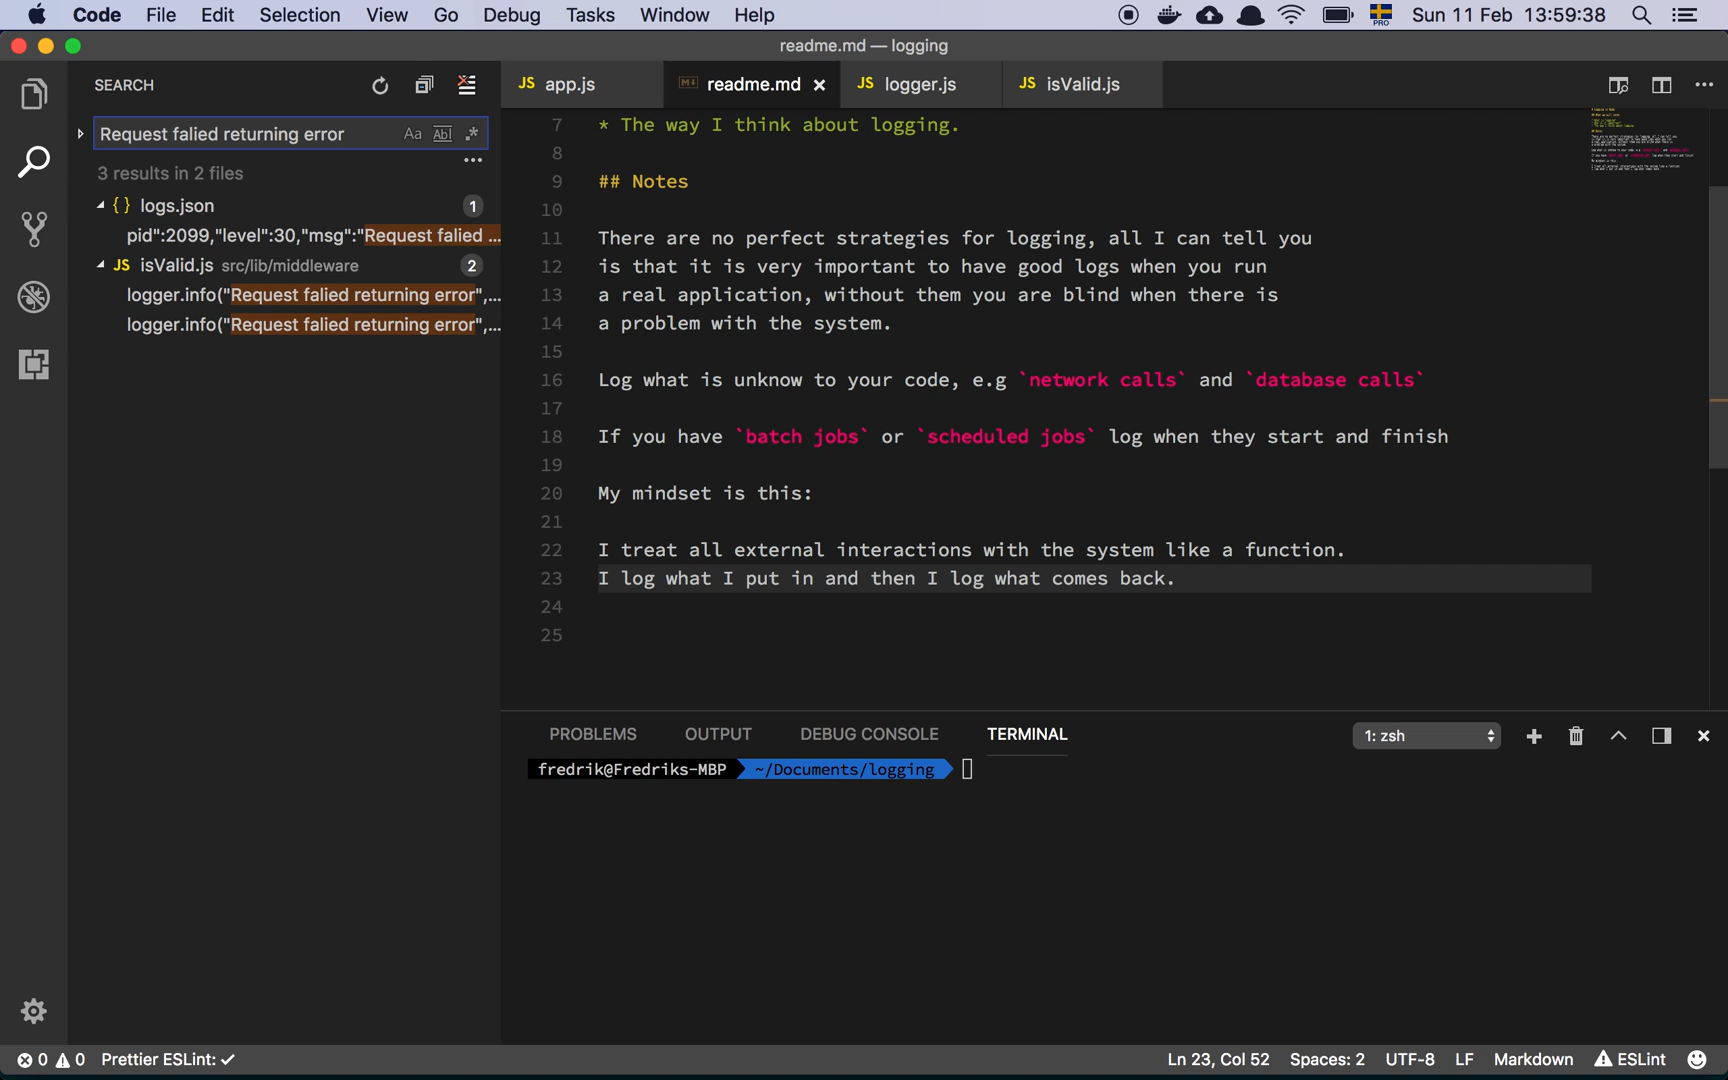 Code File Edit Selection View Go Debug Tasks Window Help
PRO Sun 11 Feb 13:59:38
readme.md — logging
SEARCH
JS app.js
M↓ readme.md ×
JS logger.js
JS isValid.js
Request falied returning error Aa Abl .*
...
3 results in 2 files
{} logs.json 1
pid":2099,"level":30,"msg":"Request falied ...
JS isValid.js src/lib/middleware 2
logger.info("Request falied returning error",...
logger.info("Request falied returning error",...
7 * The way I think about logging.
8
9 ## Notes
10
11 There are no perfect strategies for logging, all I can tell you
12 is that it is very important to have good logs when you run
13 a real application, without them you are blind when there is
14 a problem with the system.
15
16 Log what is unknow to your code, e.g `network calls` and `database calls`
17
18 If you have `batch jobs` or `scheduled jobs` log when they start and finish
19
20 My mindset is this:
21
22 I treat all external interactions with the system like a function.
23 I log what I put in and then I log what comes back.
24
25
PROBLEMS OUTPUT DEBUG CONSOLE TERMINAL
1: zsh
fredrik@Fredriks-MBP ~/Documents/logging
0 0 Prettier ESLint: ✓
Ln 23, Col 52 Spaces: 2 UTF-8 LF Markdown ESLint